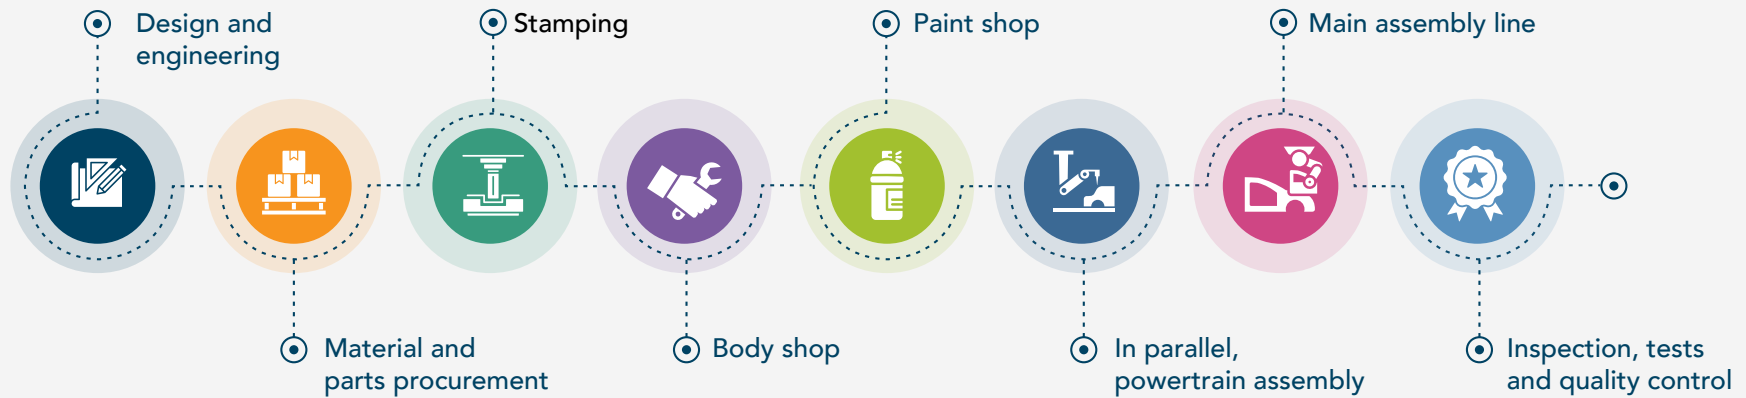 Design and
engineering
Stamping
Paint shop
Main assembly line
Material and
parts procurement
Body shop
In parallel,
powertrain assembly
Inspection, tests
and quality control